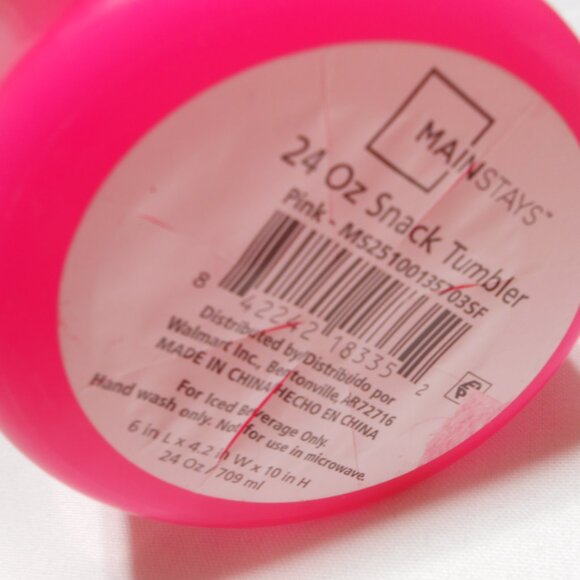 MAINSTAYS™
24 Oz Snack Tumbler
Pink - MS25100135703SF
8 42242 18335 2
Distributed by/Distribuido por
Walmart Inc., Bentonville, AR72716
MADE IN CHINA/HECHO EN CHINA
For Iced Beverage Only.
Hand wash only. Not for use in microwave.
6 in L x 4.2 in W x 10 in H
24 Oz / 709 ml